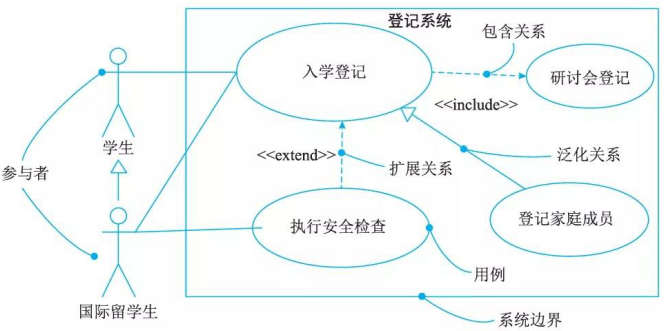 登记系统
包含关系
入学登记
研讨会登记
<<include>>
学生
<<extend>>
扩展关系
泛化关系
参与者
执行安全检查
登记家庭成员
用例
国际留学生
系统边界